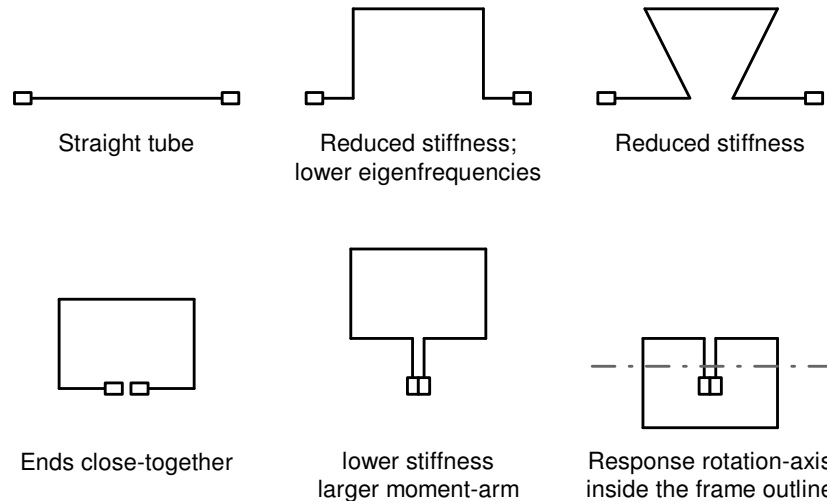 Straight tube
Reduced stiffness;
lower eigenfrequencies
Reduced stiffness
Ends close-together
lower stiffness
larger moment-arm
Response rotation-axis
inside the frame outline